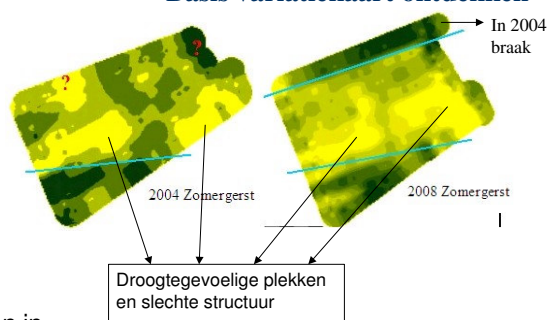 In 2004
braak
?
?
2004 Zomergerst
2008 Zomergerst
Droogtegevoelige plekken
en slechte structuur